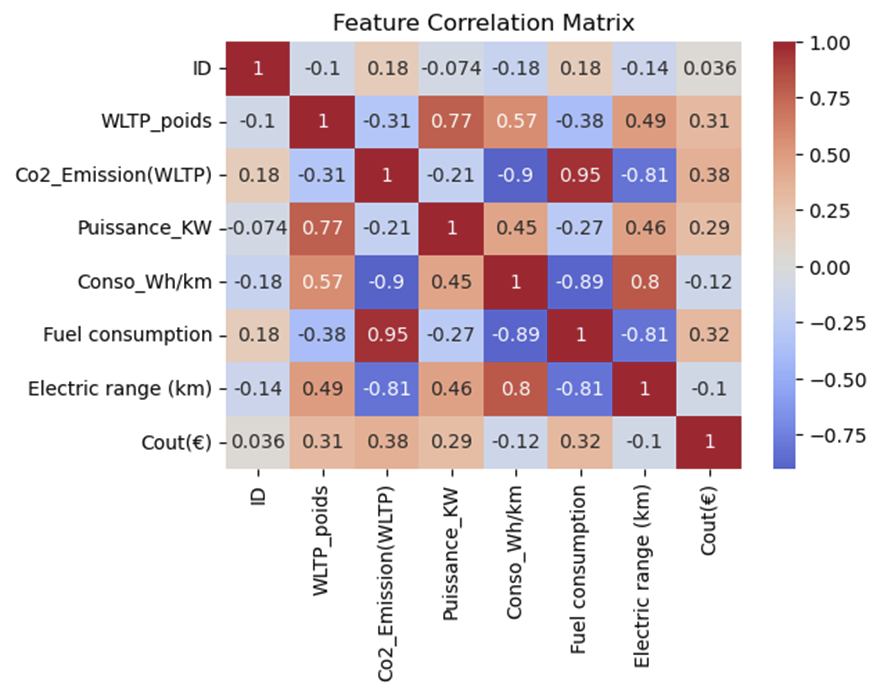 Feature Correlation Matrix
ID 1 -0.1 0.18 -0.074 -0.18 0.18 -0.14 0.036
WLTP_poids -0.1 1 -0.31 0.77 0.57 -0.38 0.49 0.31
Co2_Emission(WLTP) 0.18 -0.31 1 -0.21 -0.9 0.95 -0.81 0.38
Puissance_KW -0.074 0.77 -0.21 1 0.45 -0.27 0.46 0.29
Conso_Wh/km -0.18 0.57 -0.9 0.45 1 -0.89 0.8 -0.12
Fuel consumption 0.18 -0.38 0.95 -0.27 -0.89 1 -0.81 0.32
Electric range (km) -0.14 0.49 -0.81 0.46 0.8 -0.81 1 -0.1
Cout(€) 0.036 0.31 0.38 0.29 -0.12 0.32 -0.1 1
ID
WLTP_poids
Co2_Emission(WLTP)
Puissance_KW
Conso_Wh/km
Fuel consumption
Electric range (km)
Cout(€)
1.00
0.75
0.50
0.25
0.00
−0.25
−0.50
−0.75